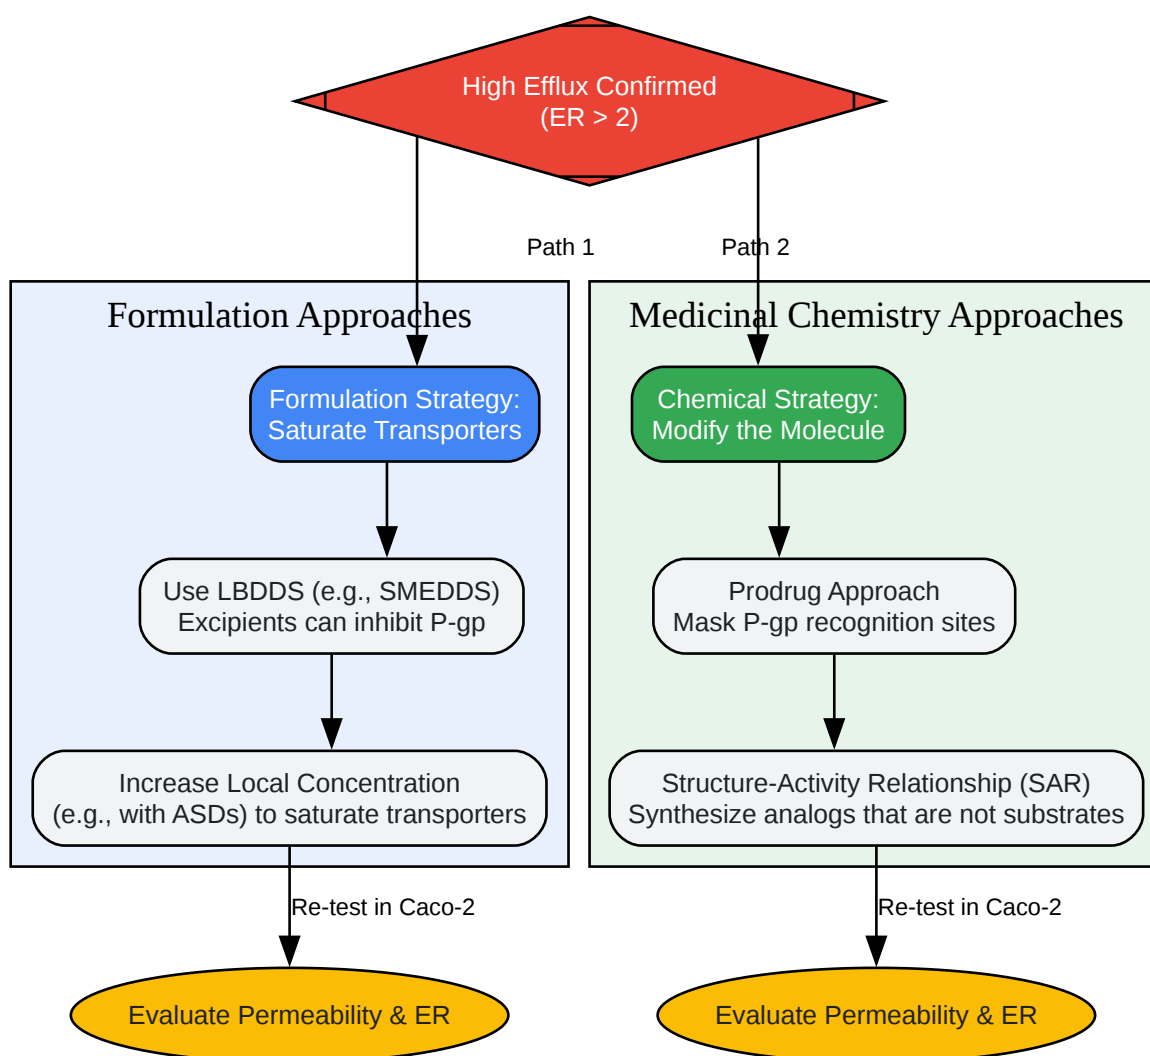 High Efflux Confirmed
(ER > 2)
Path 1
Path 2
Formulation Approaches
Formulation Strategy:
Saturate Transporters
Use LBDDS (e.g., SMEDDS)
Excipients can inhibit P-gp
Increase Local Concentration
(e.g., with ASDs) to saturate transporters
Re-test in Caco-2
Evaluate Permeability & ER
Medicinal Chemistry Approaches
Chemical Strategy:
Modify the Molecule
Prodrug Approach
Mask P-gp recognition sites
Structure-Activity Relationship (SAR)
Synthesize analogs that are not substrates
Re-test in Caco-2
Evaluate Permeability & ER